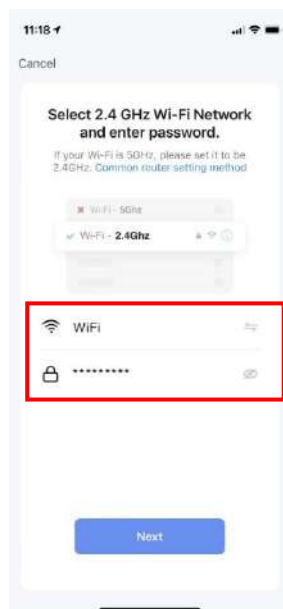 11:18
Cancel
Select 2.4 GHz Wi-Fi Network
and enter password.
If your Wi-Fi is 5GHz, please set it to be
2.4GHz. Common router setting method
Wi-Fi - 5Ghz
Wi-Fi - 2.4Ghz
WiFi
*********
Next